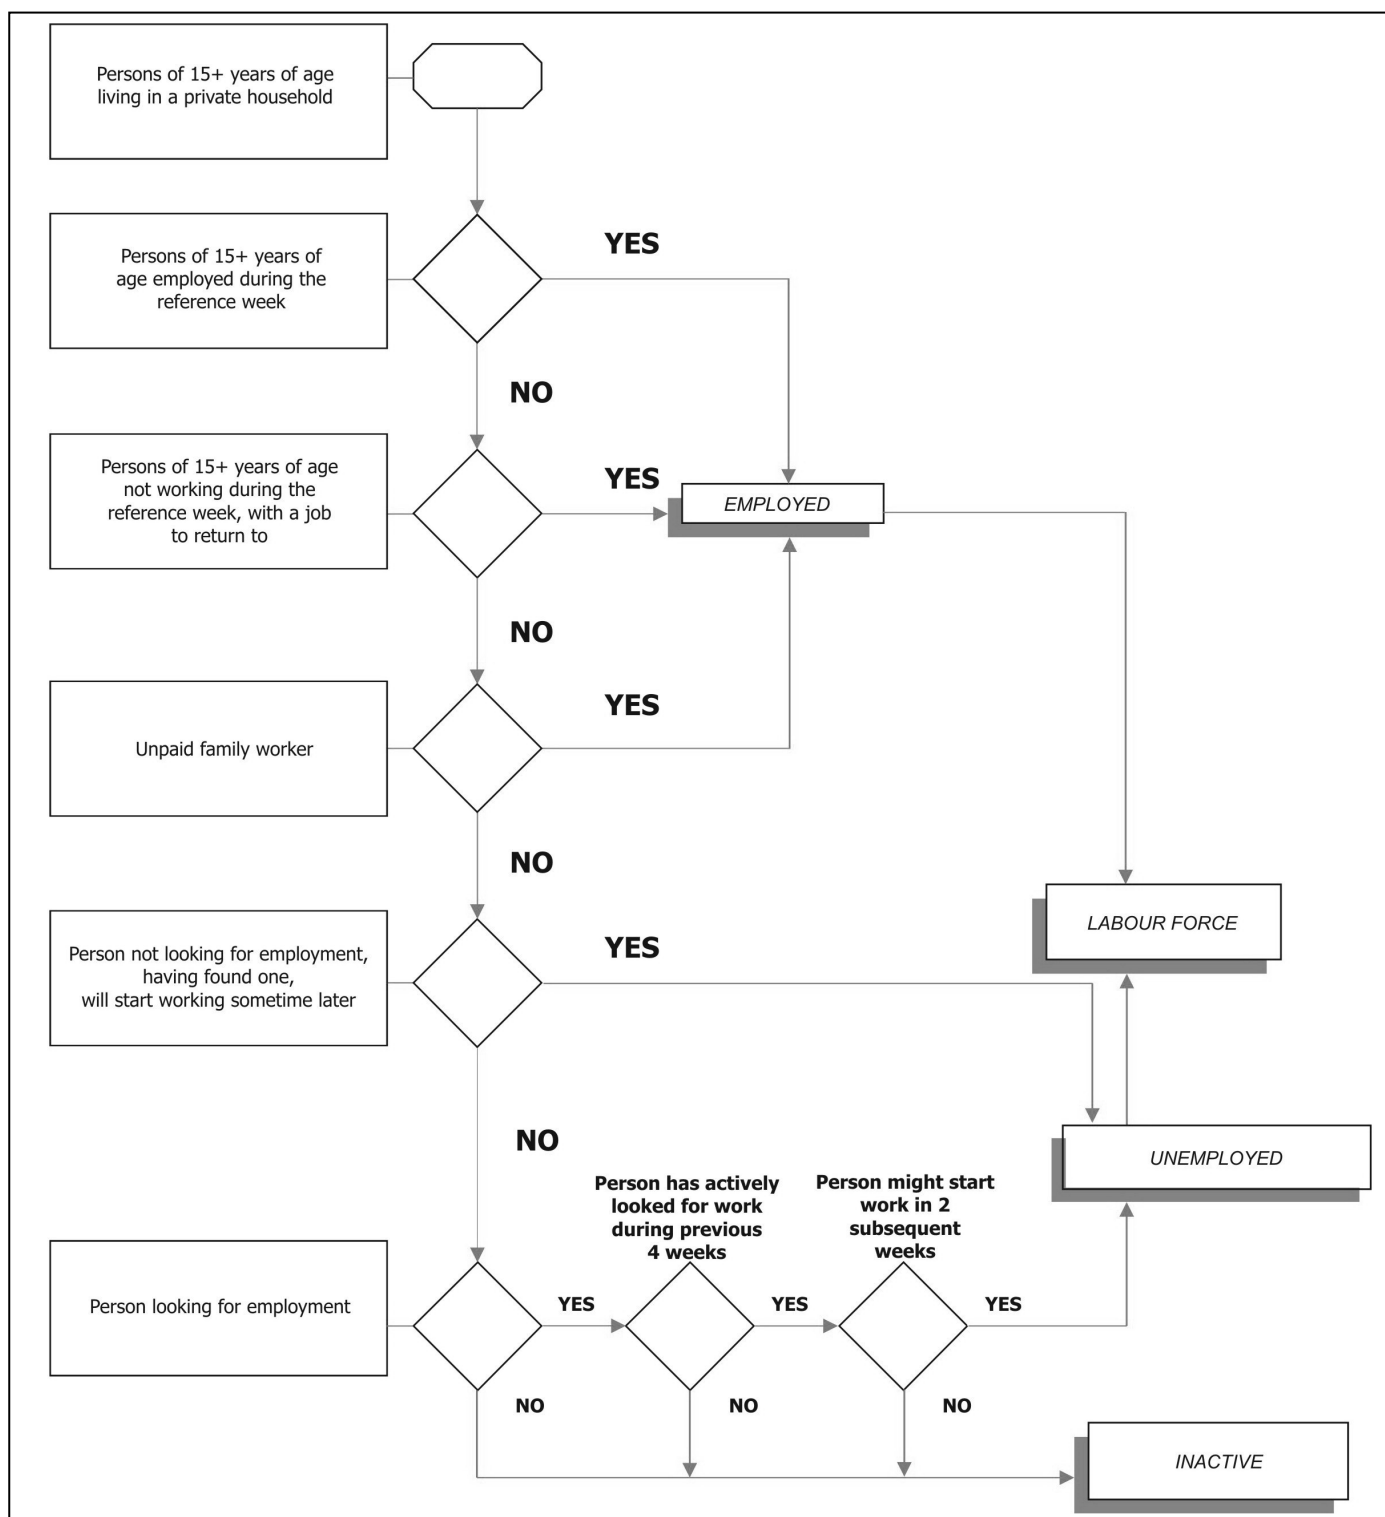 Persons of 15+ years of age
living in a private household
Persons of 15+ years of
age employed during the
reference week
YES
NO
Persons of 15+ years of age
not working during the
reference week, with a job
to return to
YES
EMPLOYED
NO
Unpaid family worker
YES
NO
Person not looking for employment,
having found one,
will start working sometime later
YES
LABOUR FORCE
NO
UNEMPLOYED
Person has actively
looked for work
during previous
4 weeks
Person might start
work in 2
subsequent
weeks
Person looking for employment
YES
YES
YES
NO
NO
NO
INACTIVE